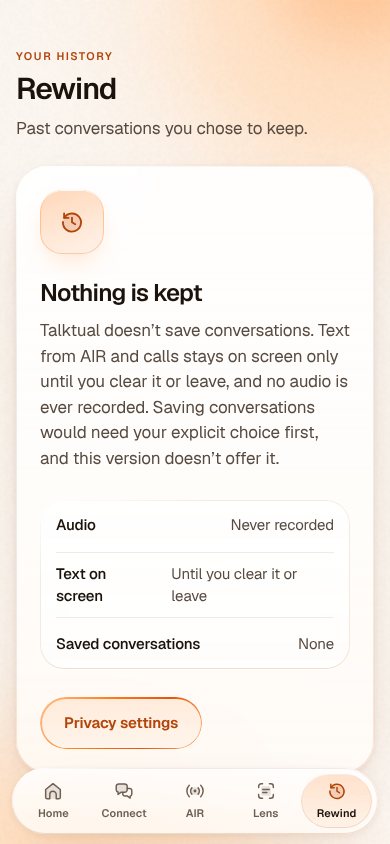 YOUR HISTORY
Rewind
Past conversations you chose to keep.
Nothing is kept
Talktual doesn’t save conversations. Text
from AIR and calls stays on screen only
until you clear it or leave, and no audio is
ever recorded. Saving conversations
would need your explicit choice first,
and this version doesn’t offer it.
Audio Never recorded
Text on screen Until you clear it or leave
Saved conversations None
Privacy settings
Home Connect AIR Lens Rewind